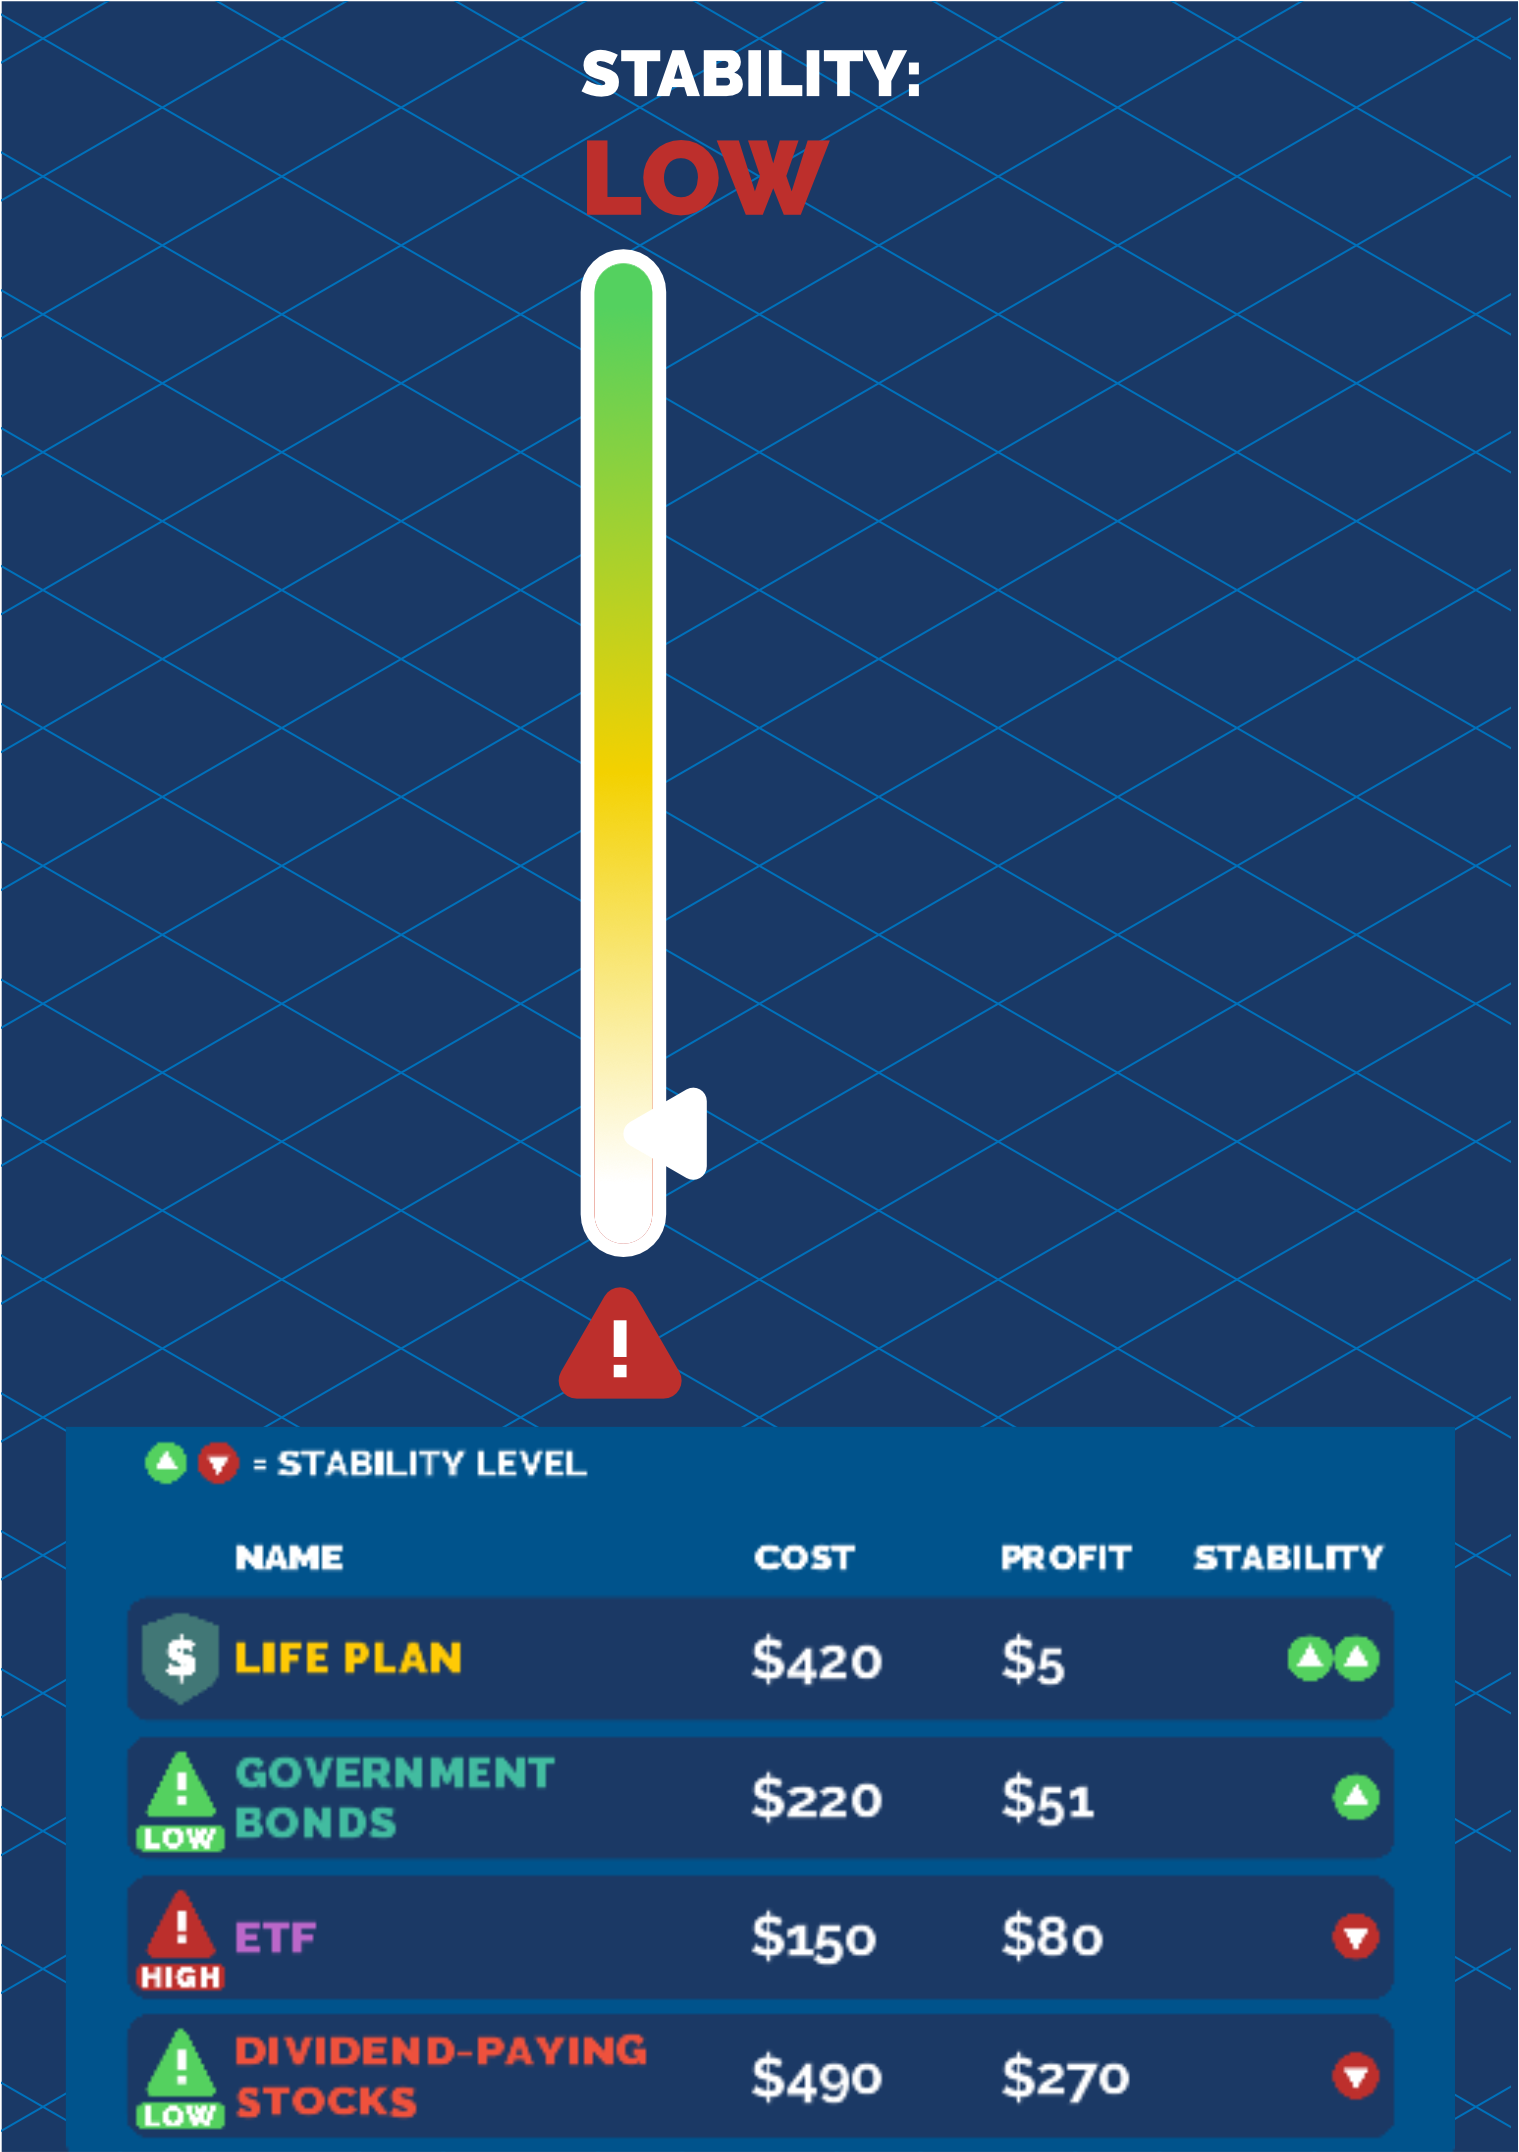 STABILITY:
LOW
!
= STABILITY LEVEL
NAME COST PROFIT STABILITY
$ LIFE PLAN $420 $5
! LOW GOVERNMENT BONDS $220 $51
! HIGH ETF $150 $80
! LOW DIVIDEND-PAYING STOCKS $490 $270